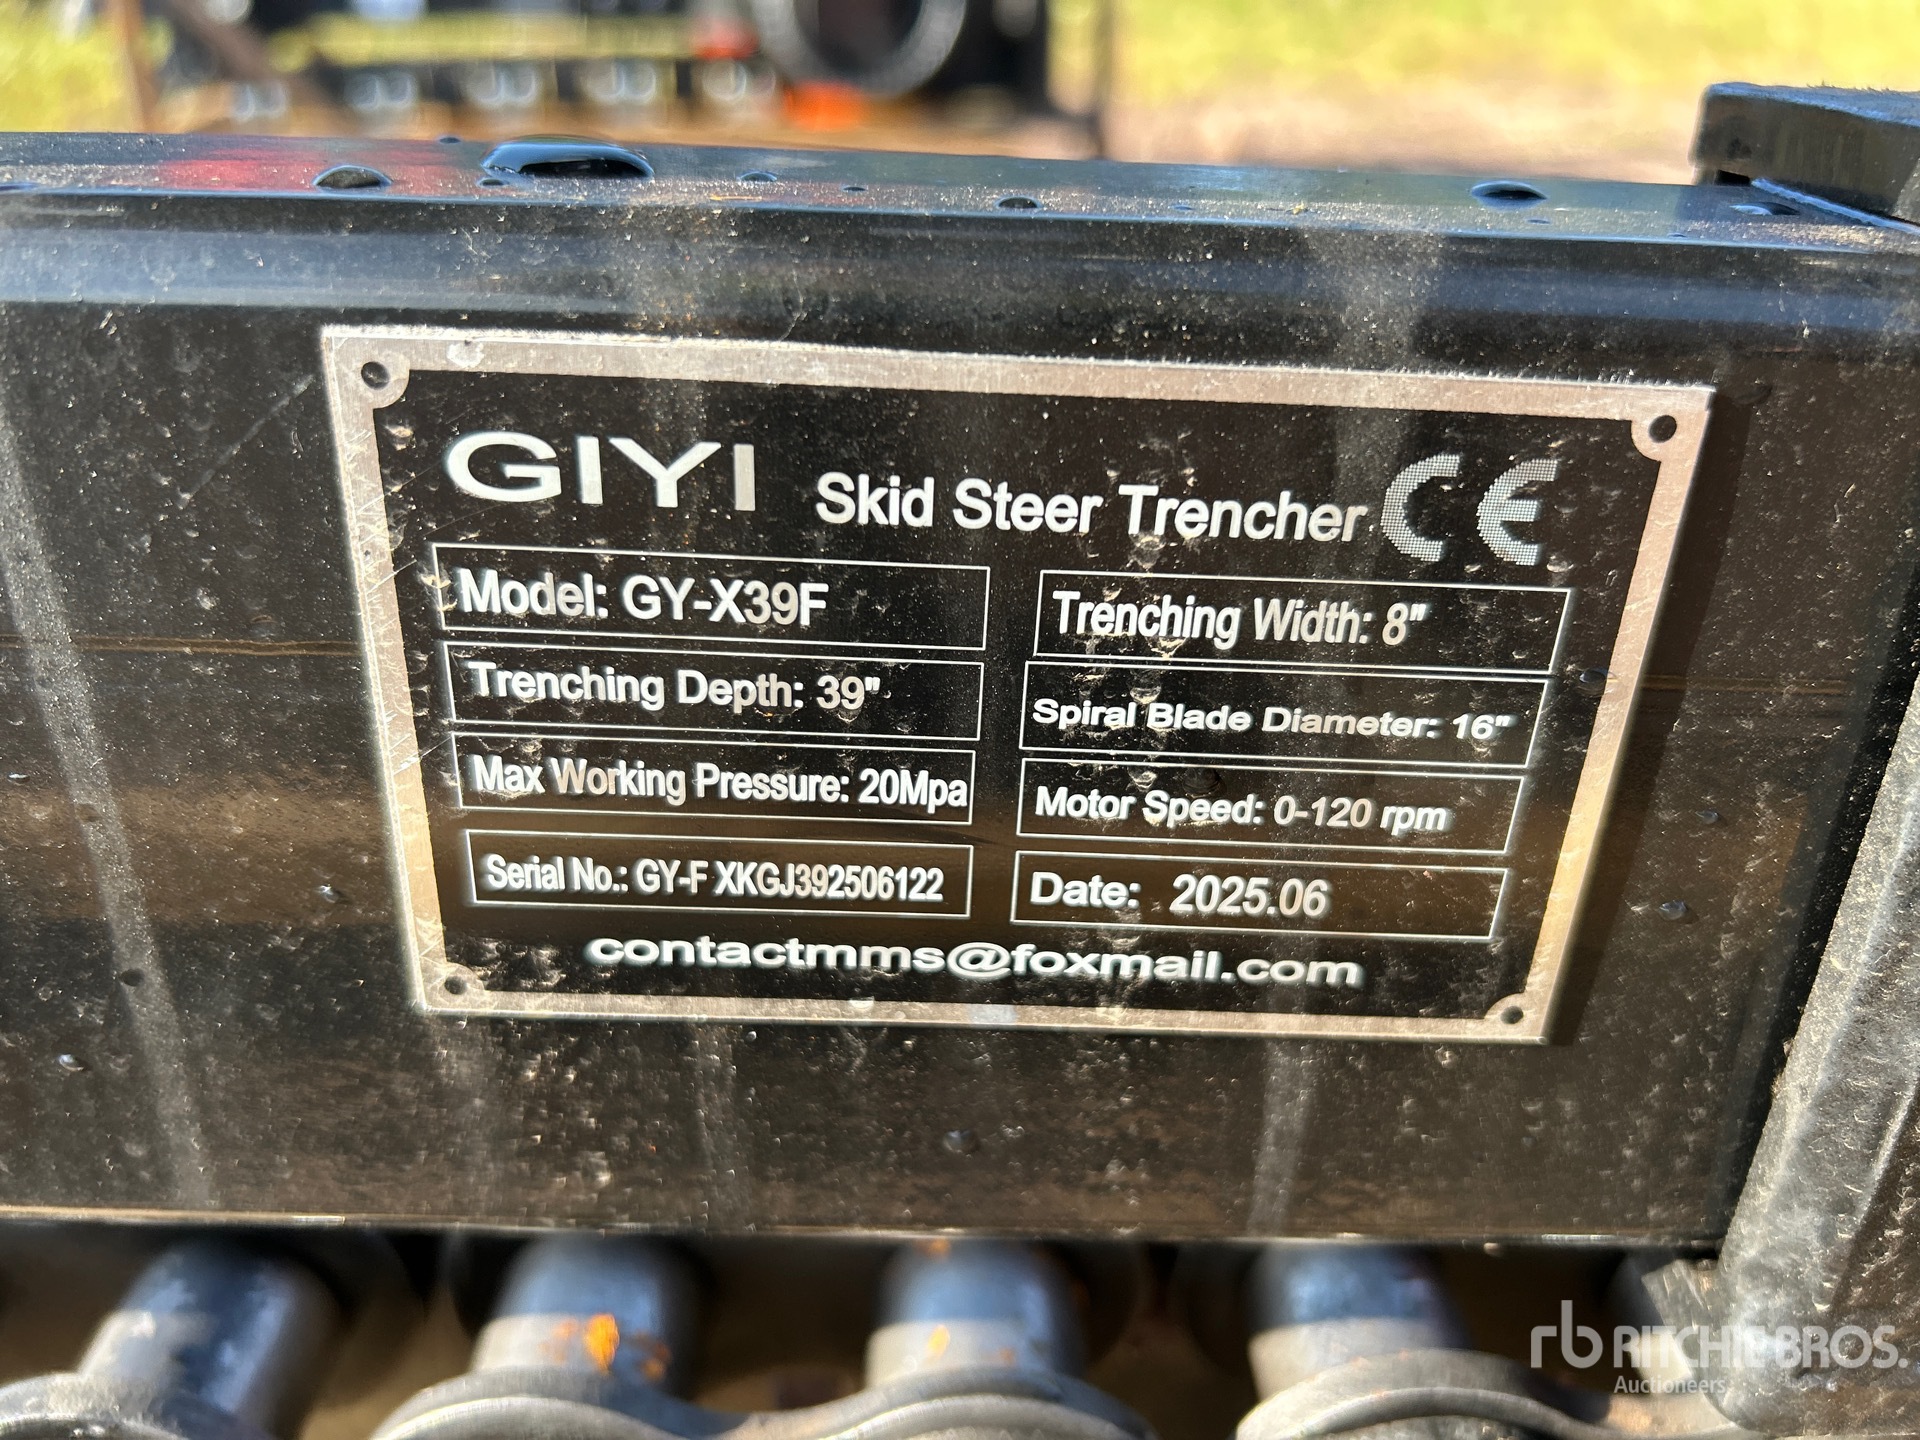 GIYI Skid Steer Trencher CE
Model: GY-X39F
Trenching Width: 8"
Trenching Depth: 39"
Spiral Blade Diameter: 16"
Max Working Pressure: 20Mpa
Motor Speed: 0-120 rpm
Serial No.: GY-F XKGJ392506122
Date: 2025.06
contactmms@foxmail.com
rb RITCHIE BROS.
Auctioneers